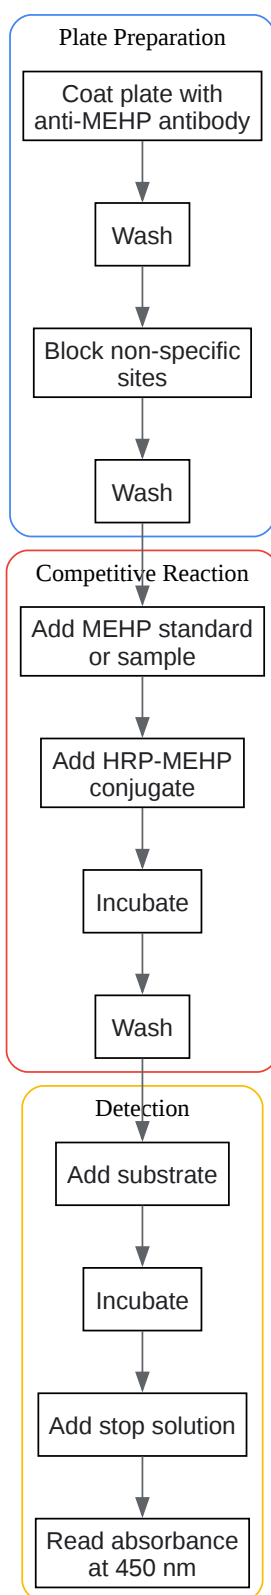 Plate Preparation
Coat plate with
anti-MEHP antibody
Wash
Block non-specific
sites
Wash
Competitive Reaction
Add MEHP standard
or sample
Add HRP-MEHP
conjugate
Incubate
Wash
Detection
Add substrate
Incubate
Add stop solution
Read absorbance
at 450 nm